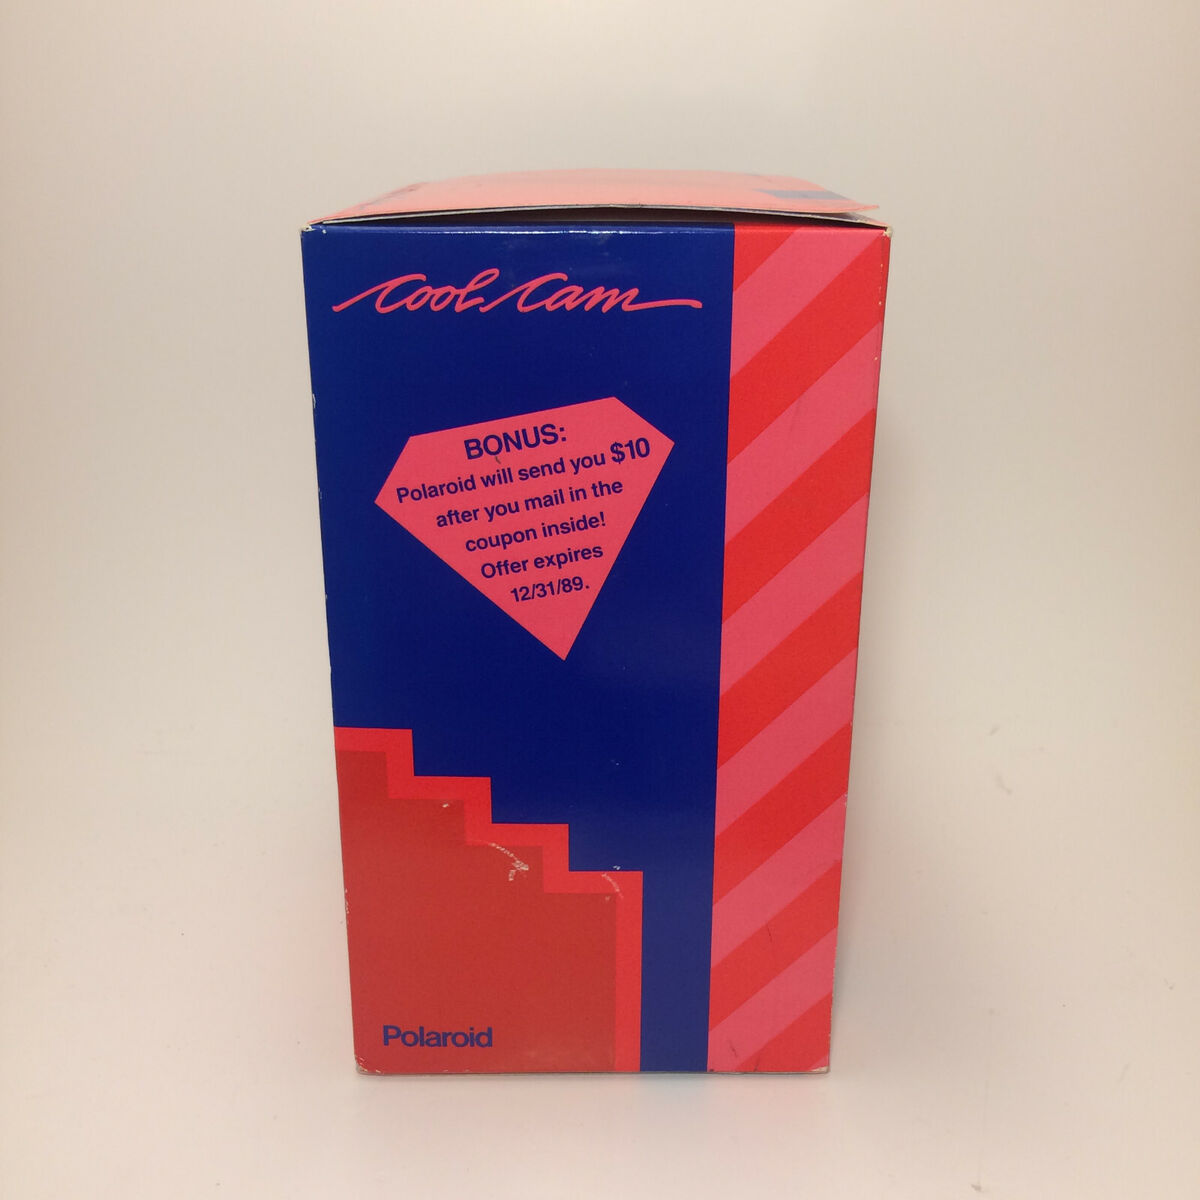 Cool Cam
BONUS:
Polaroid will send you $10
after you mail in the
coupon inside!
Offer expires
12/31/89.
Polaroid